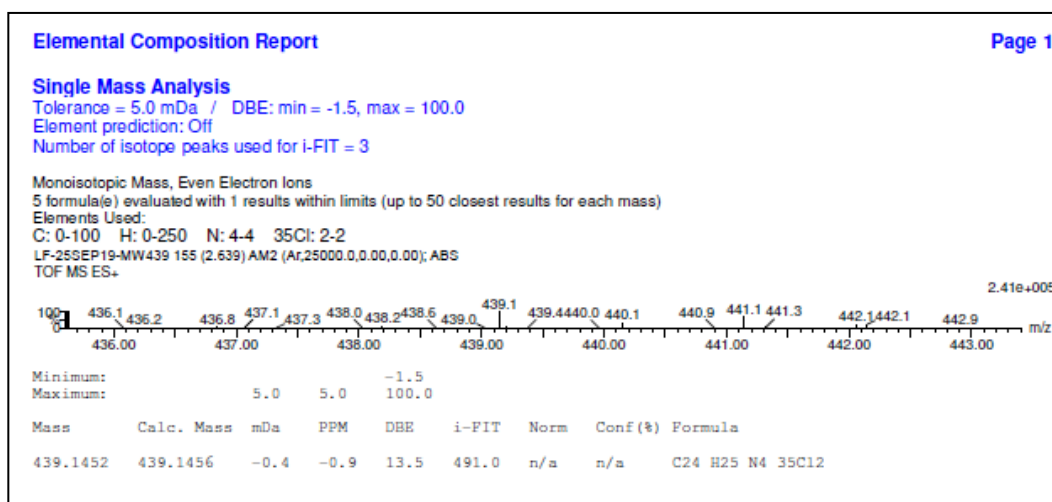 Elemental Composition Report Page 1
Single Mass Analysis
Tolerance = 5.0 mDa / DBE: min = -1.5, max = 100.0
Element prediction: Off
Number of isotope peaks used for i-FIT = 3
Monoisotopic Mass, Even Electron Ions
5 formula(e) evaluated with 1 results within limits (up to 50 closest results for each mass)
Elements Used:
C: 0-100 H: 0-250 N: 4-4 35Cl: 2-2
LF-25SEP19-MW439 155 (2.639) AM2 (Ar,25000.0,0.00,0.00); ABS
TOF MS ES+
2.41e+005
100 436.1 436.2 436.8 437.1 437.3 438.0 438.2 438.6 439.0 439.1 439.4 440.0 440.1 440.9 441.1 441.3 442.1 442.1 442.9
% 0 m/z
436.00 437.00 438.00 439.00 440.00 441.00 442.00 443.00
Minimum: -1.5
Maximum: 5.0 5.0 100.0
Mass Calc. Mass mDa PPM DBE i-FIT Norm Conf(%) Formula
439.1452 439.1456 -0.4 -0.9 13.5 491.0 n/a n/a C24 H25 N4 35Cl2